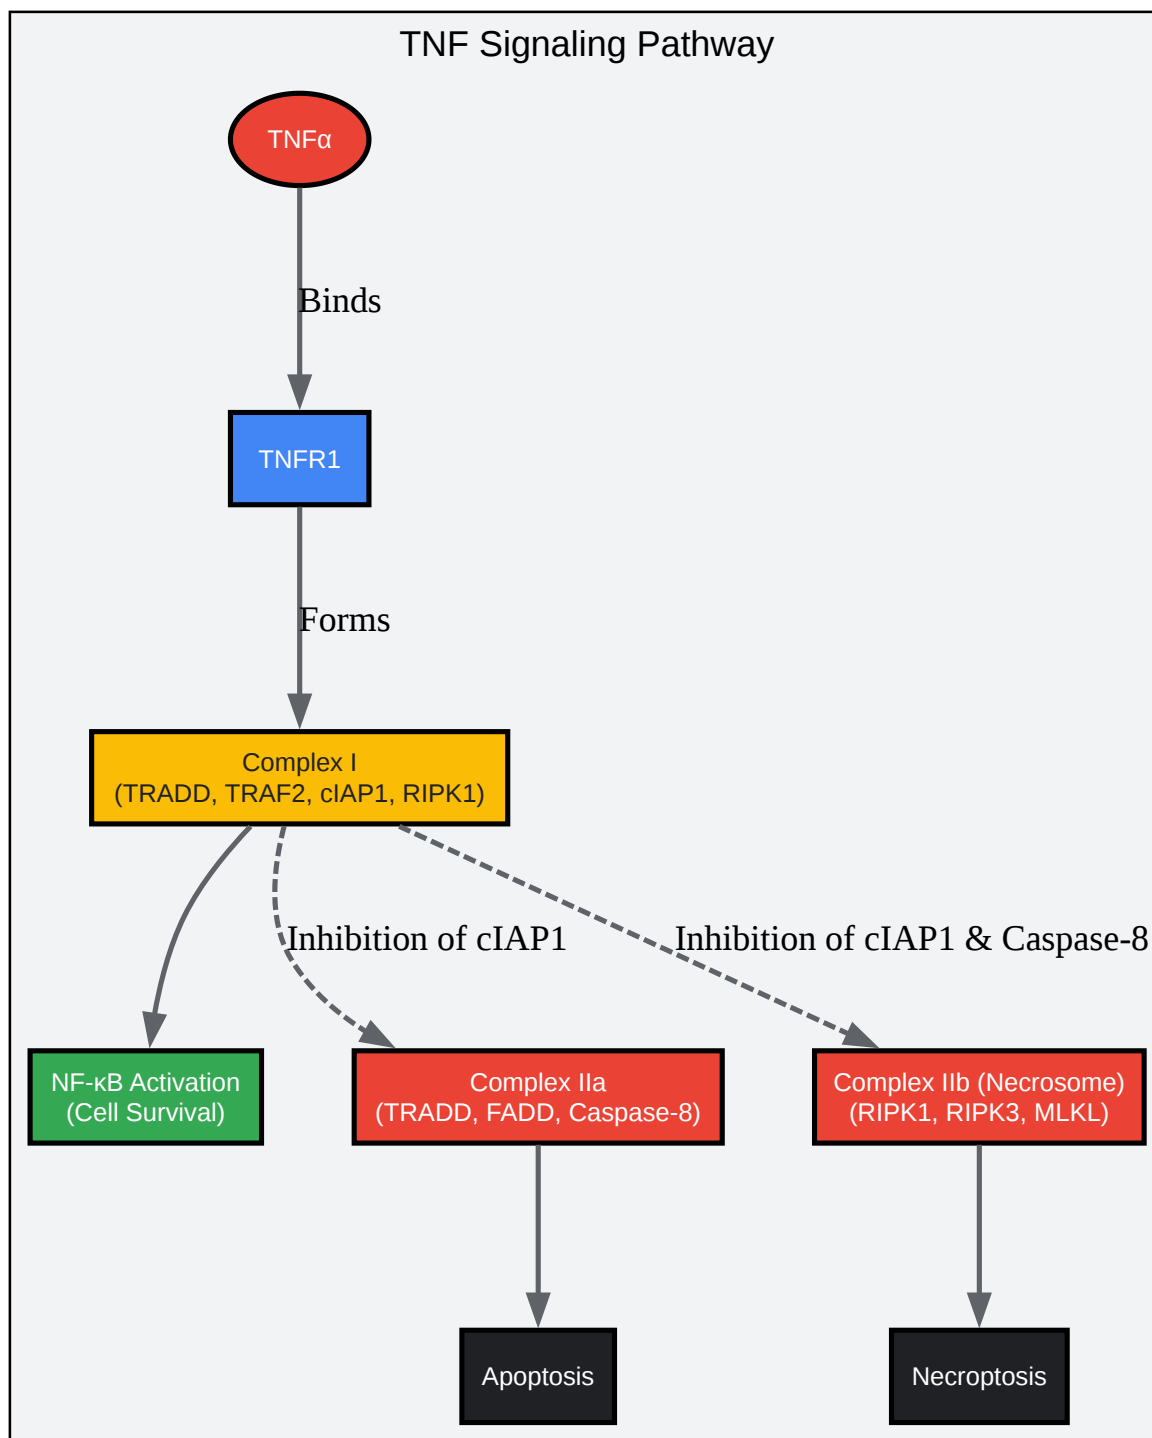 TNF Signaling Pathway
TNFα
Binds
TNFR1
Forms
Complex I
(TRADD, TRAF2, cIAP1, RIPK1)
Inhibition of cIAP1
Inhibition of cIAP1 & Caspase-8
NF-κB Activation
(Cell Survival)
Complex IIa
(TRADD, FADD, Caspase-8)
Complex IIb (Necrosome)
(RIPK1, RIPK3, MLKL)
Apoptosis
Necroptosis